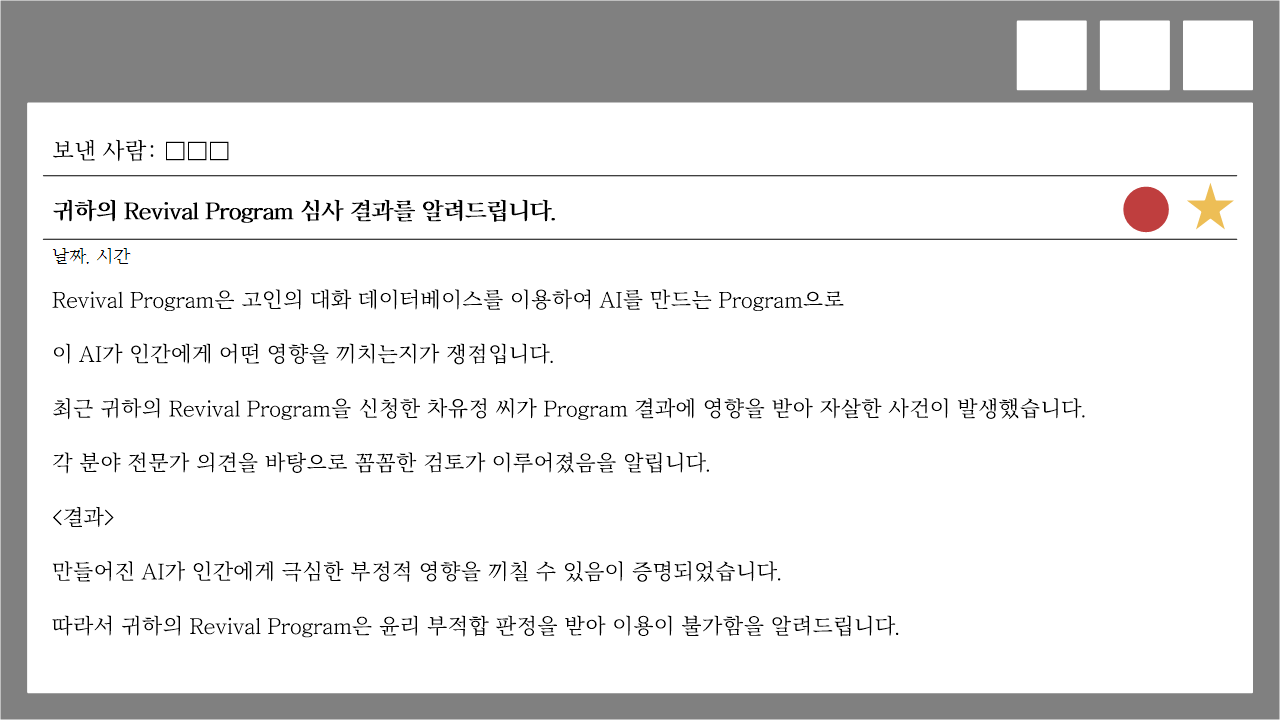 보낸 사람: □□□
귀하의 Revival Program 심사 결과를 알려드립니다.
날짜. 시간
Revival Program은 고인의 대화 데이터베이스를 이용하여 AI를 만드는 Program으로
이 AI가 인간에게 어떤 영향을 끼치는지가 쟁점입니다.
최근 귀하의 Revival Program을 신청한 차유정 씨가 Program 결과에 영향을 받아 자살한 사건이 발생했습니다.
각 분야 전문가 의견을 바탕으로 꼼꼼한 검토가 이루어졌음을 알립니다.
<결과>
만들어진 AI가 인간에게 극심한 부정적 영향을 끼칠 수 있음이 증명되었습니다.
따라서 귀하의 Revival Program은 윤리 부적합 판정을 받아 이용이 불가함을 알려드립니다.